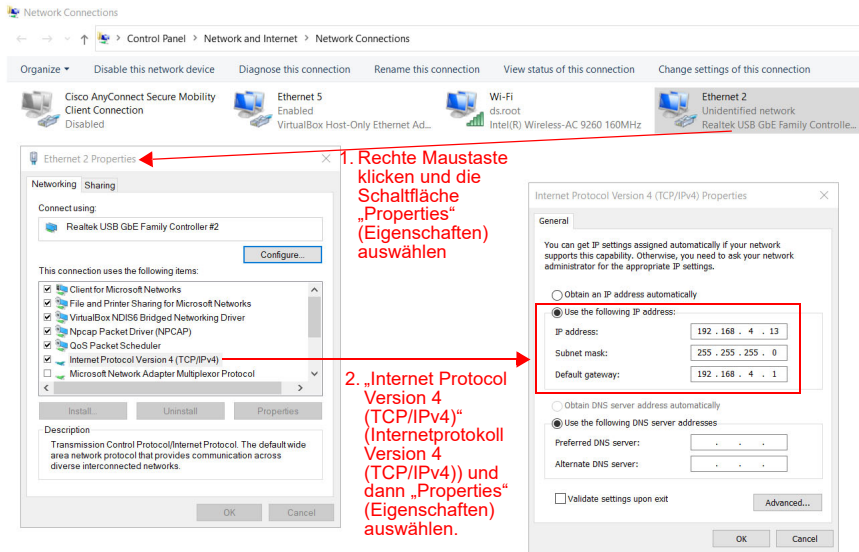 Network Connections
Control Panel > Network and Internet > Network Connections
Organize Disable this network device Diagnose this connection Rename this connection View status of this connection Change settings of this connection
Cisco AnyConnect Secure Mobility
Client Connection
Disabled
Ethernet 5
Enabled
VirtualBox Host-Only Ethernet Ad...
Wi-Fi
ds.root
Intel(R) Wireless-AC 9260 160MHz
Ethernet 2
Unidentified network
Realtek USB GbE Family Controlle...
1. Rechte Maustaste
klicken und die
Schaltfläche
„Properties“
(Eigenschaften)
auswählen
Ethernet 2 Properties
Networking Sharing
Connect using:
Realtek USB GbE Family Controller #2
Configure...
This connection uses the following items:
Client for Microsoft Networks
File and Printer Sharing for Microsoft Networks
VirtualBox NDIS6 Bridged Networking Driver
Npcap Packet Driver (NPCAP)
QoS Packet Scheduler
Internet Protocol Version 4 (TCP/IPv4)
Microsoft Network Adapter Multiplexor Protocol
Install... Uninstall Properties
Description
Transmission Control Protocol/Internet Protocol. The default wide
area network protocol that provides communication across
diverse interconnected networks.
OK Cancel
2. „Internet Protocol
Version 4
(TCP/IPv4)“
(Internetprotokoll
Version 4
(TCP/IPv4)) und
dann „Properties“
(Eigenschaften)
auswählen.
Internet Protocol Version 4 (TCP/IPv4) Properties
General
You can get IP settings assigned automatically if your network
supports this capability. Otherwise, you need to ask your network
administrator for the appropriate IP settings.
Obtain an IP address automatically
Use the following IP address:
IP address: 192 . 168 . 4 . 13
Subnet mask: 255 . 255 . 255 . 0
Default gateway: 192 . 168 . 4 . 1
Obtain DNS server address automatically
Use the following DNS server addresses
Preferred DNS server: . . .
Alternate DNS server: . . .
Validate settings upon exit Advanced...
OK Cancel